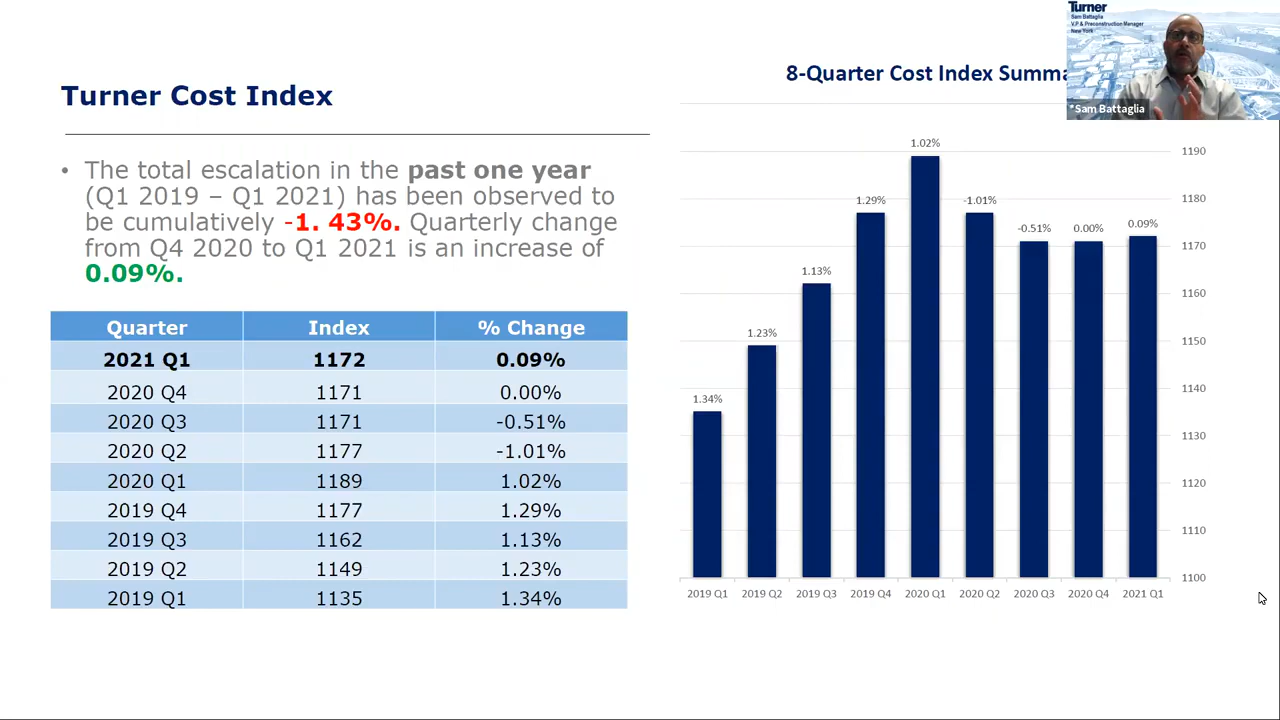 Turner
Sam Battaglia
V.P & Preconstruction Manager
New York
*Sam Battaglia
Turner Cost Index
• The total escalation in the past one year
(Q1 2019 – Q1 2021) has been observed to
be cumulatively -1. 43%. Quarterly change
from Q4 2020 to Q1 2021 is an increase of
0.09%.
Quarter Index % Change
2021 Q1 1172 0.09%
2020 Q4 1171 0.00%
2020 Q3 1171 -0.51%
2020 Q2 1177 -1.01%
2020 Q1 1189 1.02%
2019 Q4 1177 1.29%
2019 Q3 1162 1.13%
2019 Q2 1149 1.23%
2019 Q1 1135 1.34%
8-Quarter Cost Index Summa
1.34%
1.23%
1.13%
1.29%
1.02%
-1.01%
-0.51%
0.00%
0.09%
1190
1180
1170
1160
1150
1140
1130
1120
1110
1100
2019 Q1 2019 Q2 2019 Q3 2019 Q4 2020 Q1 2020 Q2 2020 Q3 2020 Q4 2021 Q1